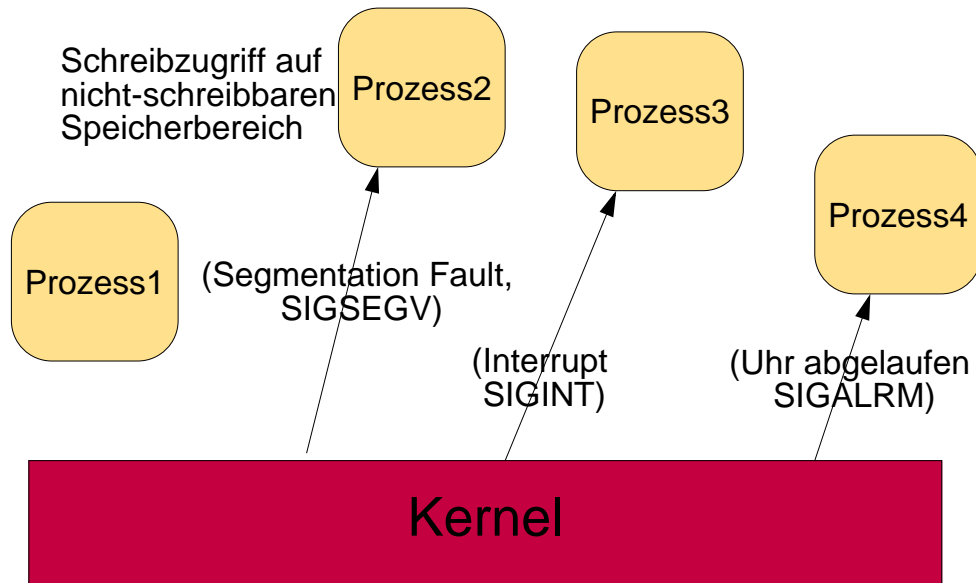 Schreibzugriff auf
nicht-schreibbaren
Speicherbereich
Prozess2
Prozess3
Prozess4
Prozess1
(Segmentation Fault,
SIGSEGV)
(Interrupt
SIGINT)
(Uhr abgelaufen
SIGALRM)
Kernel